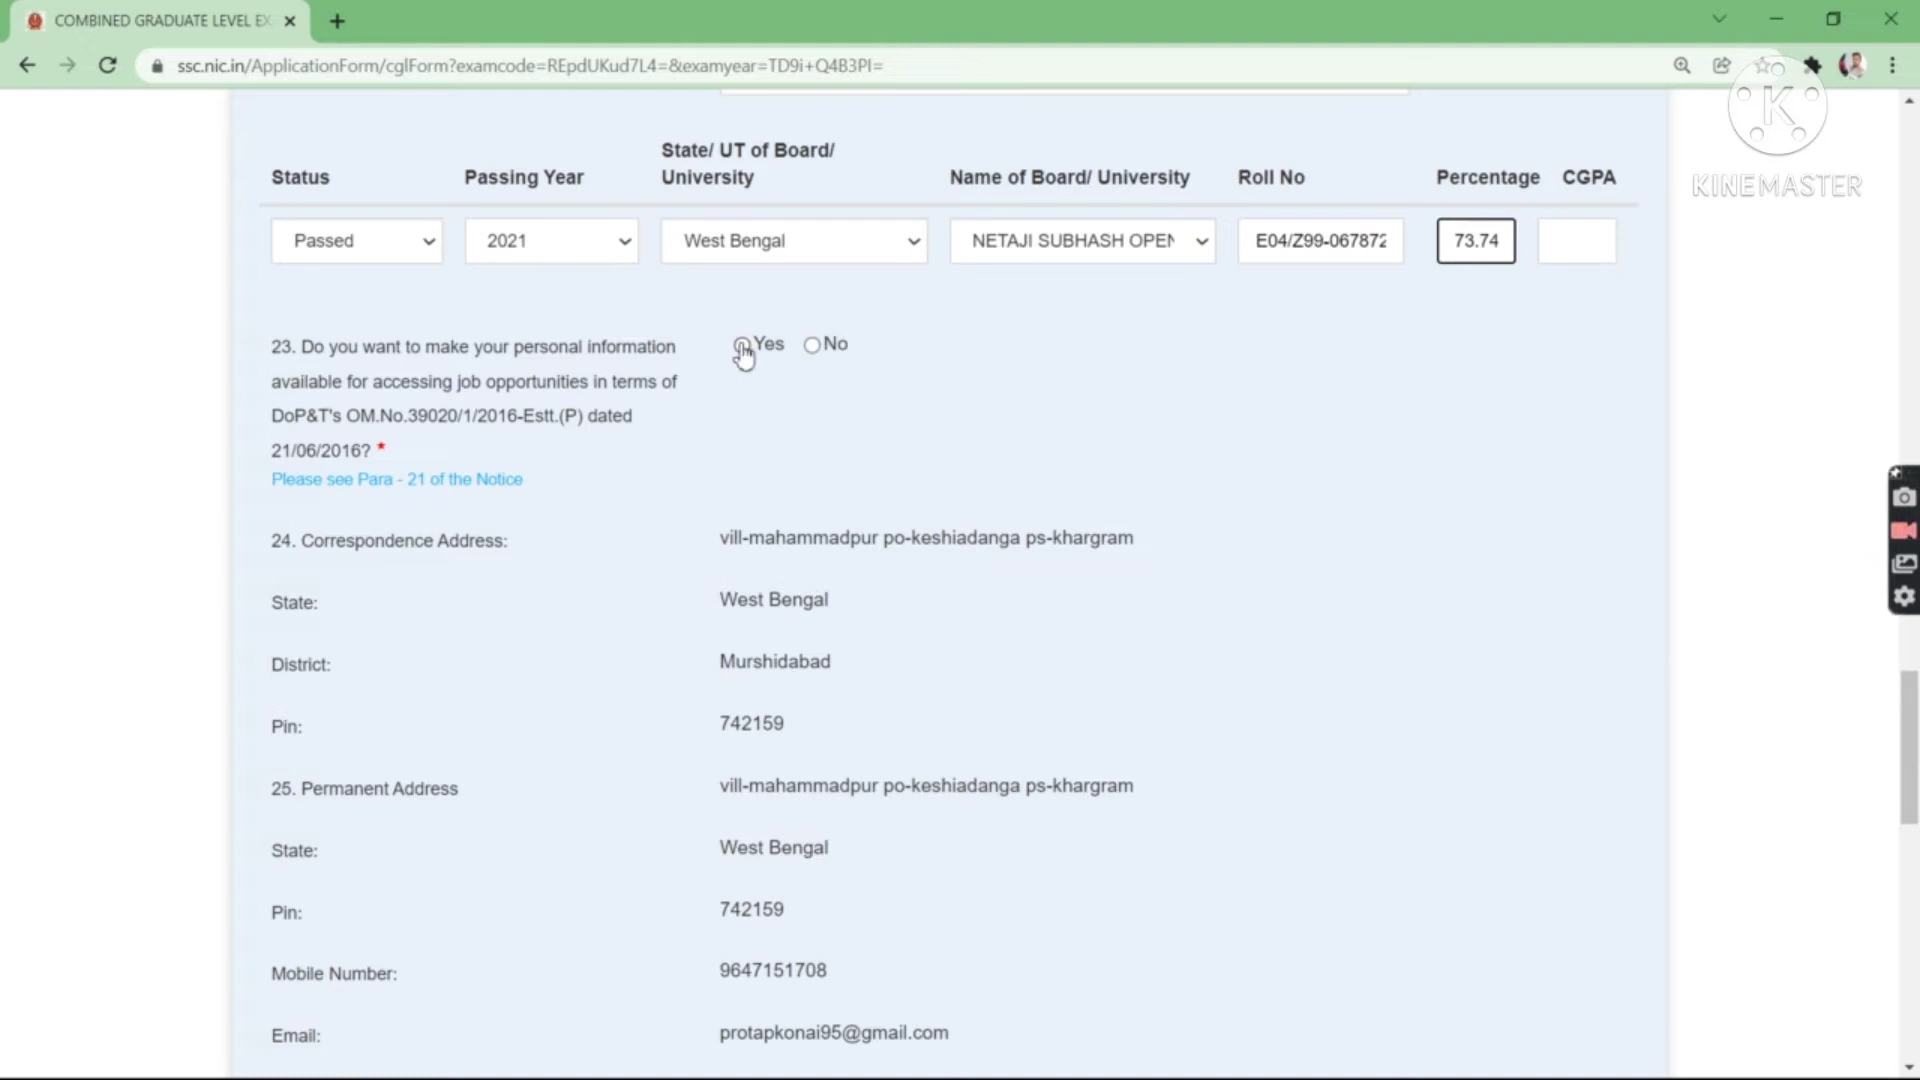 COMBINED GRADUATE LEVEL EX
ssc.nic.in/ApplicationForm/cglForm?examcode=REpdUKud7L4=&examyear=TD9i+Q4B3PI=
K
KINEMASTER
Status Passing Year State/ UT of Board/ University Name of Board/ University Roll No Percentage CGPA
Passed 2021 West Bengal NETAJI SUBHASH OPEN E04/Z99-067872 73.74
23. Do you want to make your personal information Yes No
available for accessing job opportunities in terms of
DoP&T's OM.No.39020/1/2016-Estt.(P) dated
21/06/2016? *
Please see Para - 21 of the Notice
24. Correspondence Address: vill-mahammadpur po-keshiadanga ps-khargram
State: West Bengal
District: Murshidabad
Pin: 742159
25. Permanent Address vill-mahammadpur po-keshiadanga ps-khargram
State: West Bengal
Pin: 742159
Mobile Number: 9647151708
Email: protapkonai95@gmail.com